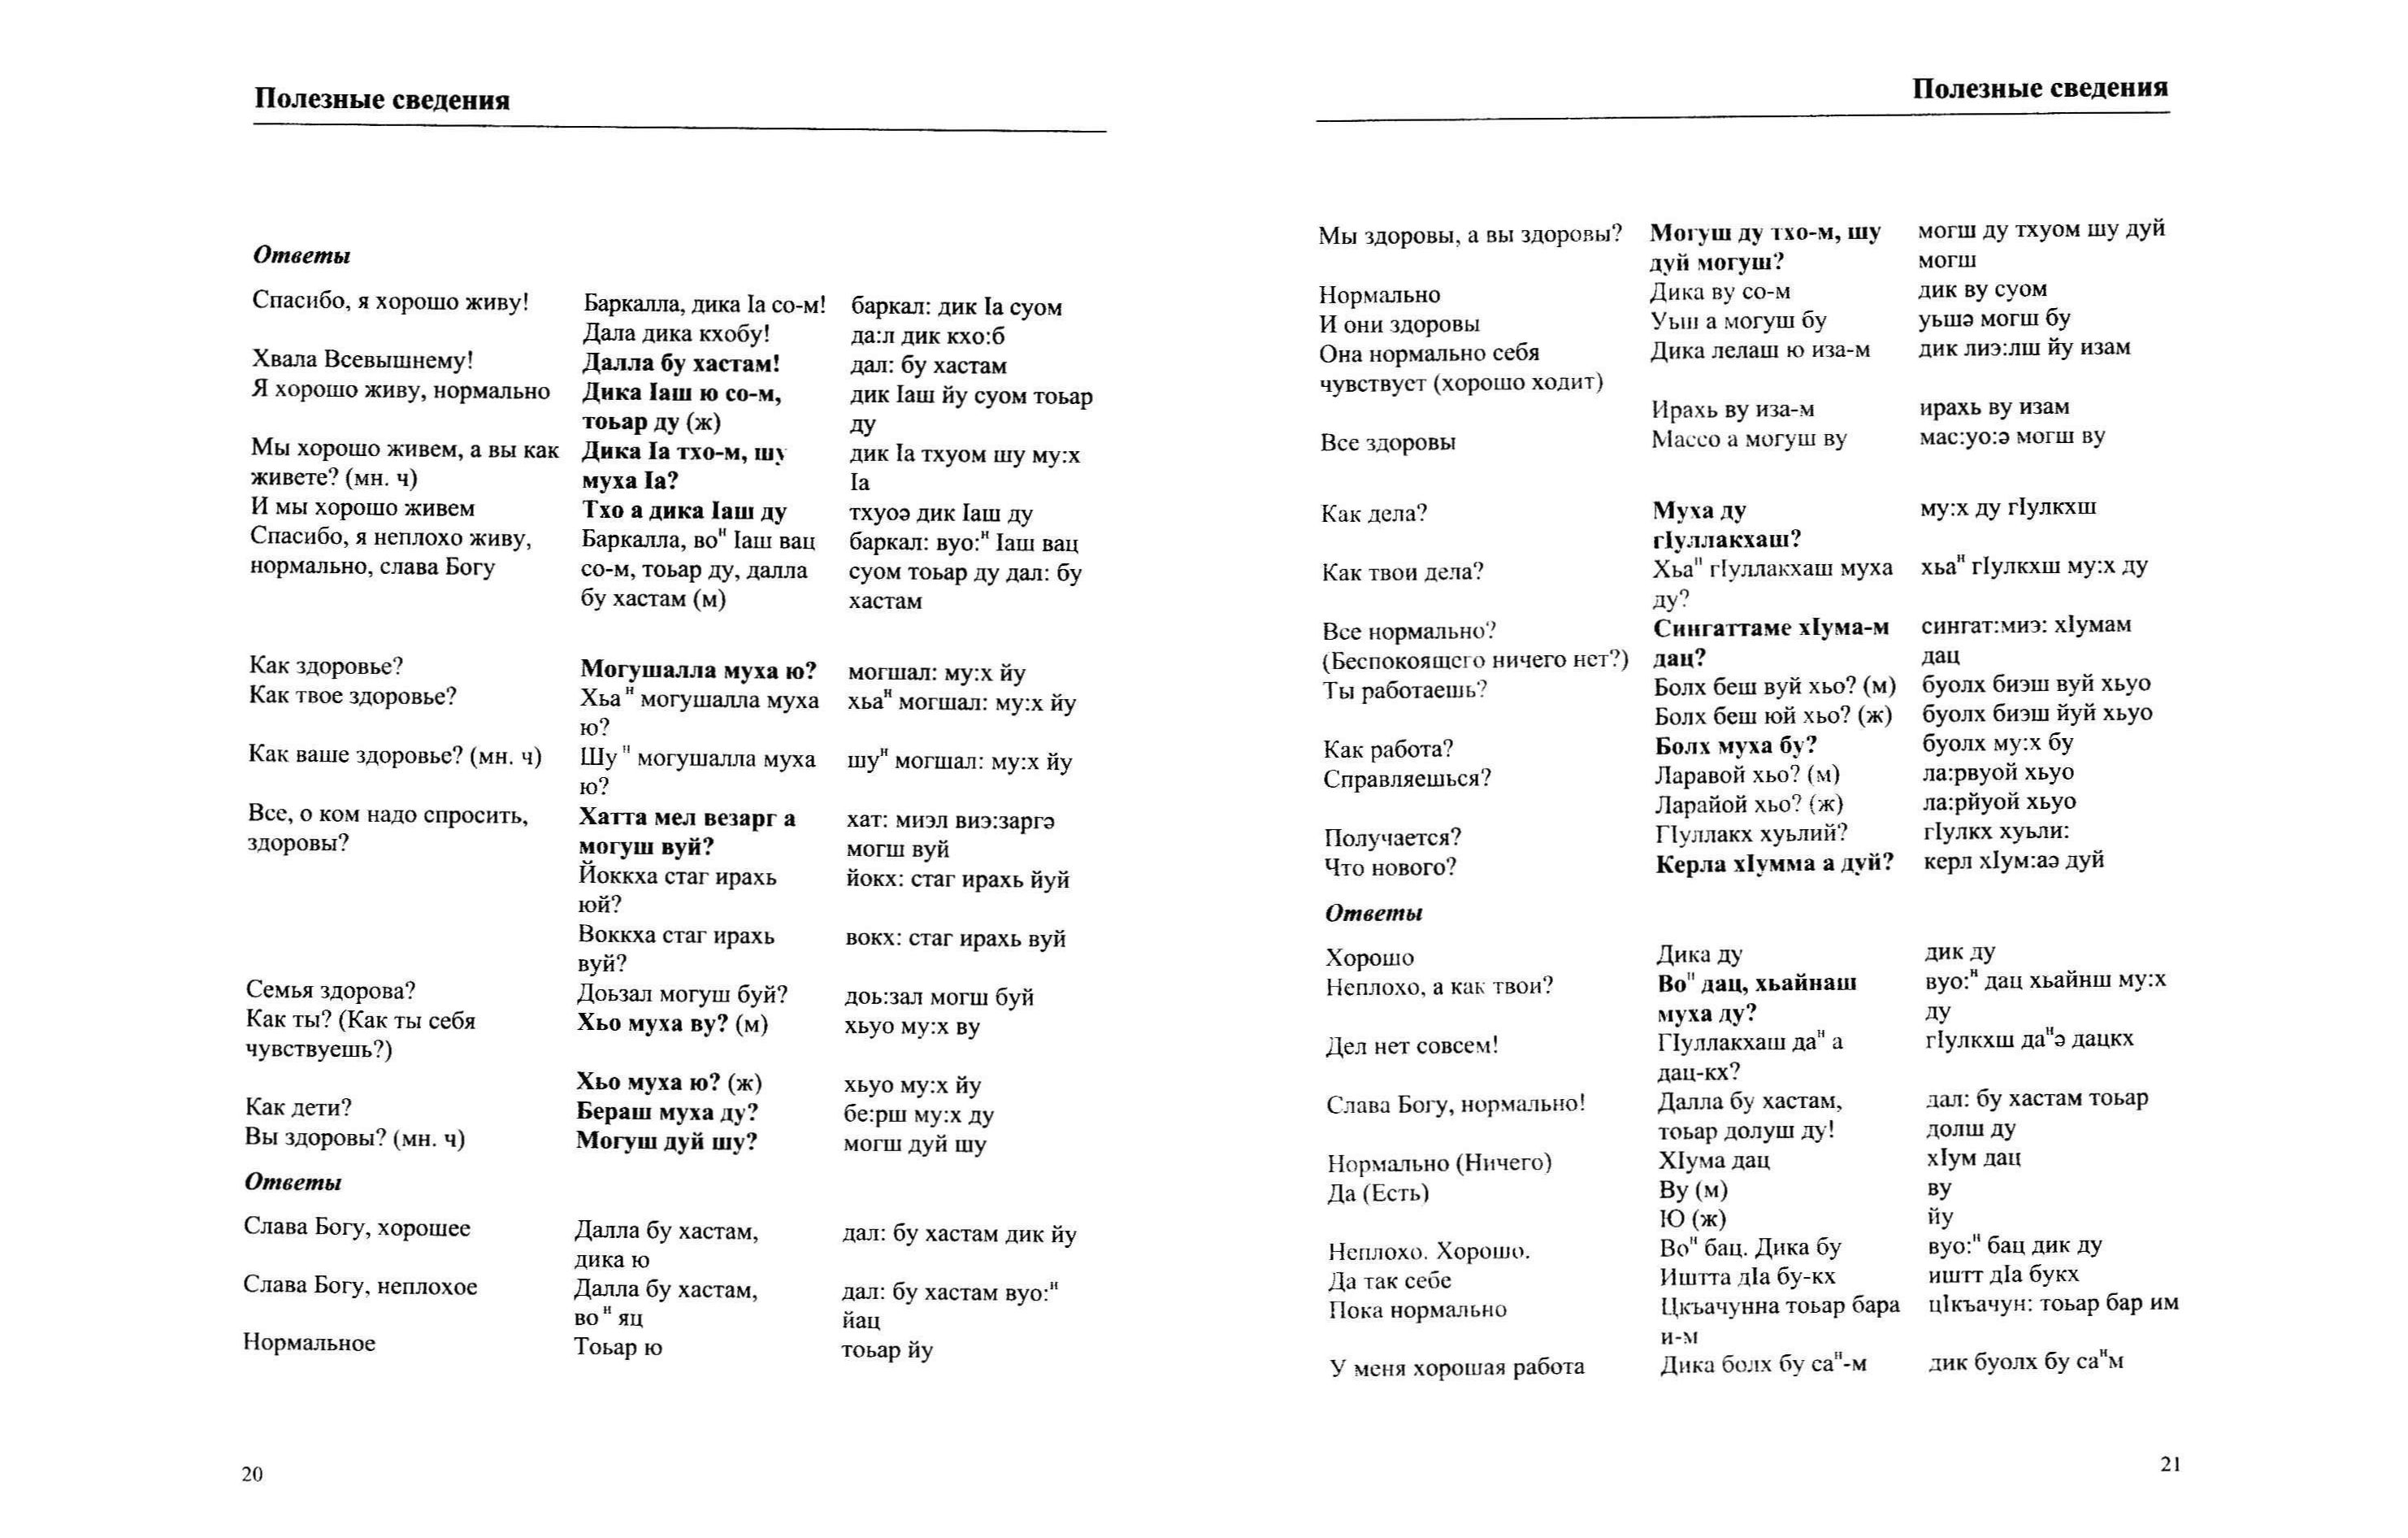 Полезные сведения
Ответы
Спасибо, я хорошо живу! Баркалла, дика Iа со-м! баркал: дик Iа суом
Дала дика кхобу! да:л дик кхо:б
Хвала Всевышнему! Далла бу хастам! дал: бу хастам
Я хорошо живу, нормально Дика Iаш ю со-м, дик Iаш йу суом тоьар
тоьар ду (ж) ду
Мы хорошо живем, а вы как Дика Iа тхо-м, шу дик Iа тхуом шу му:х
живете? (мн. ч) муха Iа? Iа
И мы хорошо живем Тхо а дика Iаш ду тхуоэ дик Iаш ду
Спасибо, я неплохо живу, Баркалла, воᴴ Iаш вац баркал: вуо:ᴴ Iаш вац
нормально, слава Богу со-м, тоьар ду, далла суом тоьар ду дал: бу
бу хастам (м) хастам
Как здоровье? Могушалла муха ю? могшал: му:х йу
Как твое здоровье? Хьаᴴ могушалла муха хьаᴴ могшал: му:х йу
ю?
Как ваше здоровье? (мн. ч) Шуᴴ могушалла муха шуᴴ могшал: му:х йу
ю?
Все, о ком надо спросить, Хатта мел везарг а хат: миэл виэ:заргэ
здоровы? могуш вуй? могш вуй
Йоккха стаг ирахь йокх: стаг ирахь йуй
юй?
Воккха стаг ирахь вокх: стаг ирахь вуй
вуй?
Семья здорова? Доьзал могуш буй? доь:зал могш буй
Как ты? (Как ты себя Хьо муха ву? (м) хьуо му:х ву
чувствуешь?)
Хьо муха ю? (ж) хьуо му:х йу
Как дети? Бераш муха ду? бе:рш му:х ду
Вы здоровы? (мн. ч) Могуш дуй шу? могш дуй шу
Ответы
Слава Богу, хорошее Далла бу хастам, дал: бу хастам дик йу
дика ю
Слава Богу, неплохое Далла бу хастам, дал: бу хастам вуо:ᴴ
воᴴ яц йац
Нормальное Тоьар ю тоьар йу
20
Полезные сведения
Мы здоровы, а вы здоровы? Могуш ду тхо-м, шу могш ду тхуом шу дуй
дуй могуш? могш
Нормально Дика ву со-м дик ву суом
И они здоровы Уьш а могуш бу уьшэ могш бу
Она нормально себя Дика лелаш ю иза-м дик лиэ:лш йу изам
чувствует (хорошо ходит)
Ирахь ву иза-м ирахь ву изам
Все здоровы Массо а могуш ву мас:уо:э могш ву
Как дела? Муха ду му:х ду гIулкхш
гIуллакхаш?
Как твои дела? Хьаᴴ гIуллакхаш муха хьаᴴ гIулкхш му:х ду
ду?
Все нормально? Сингаттаме хIума-м сингат:миэ: хIумам
(Беспокоящего ничего нет?) дац? дац
Ты работаешь? Болх беш вуй хьо? (м) буолх биэш вуй хьуо
Болх беш юй хьо? (ж) буолх биэш йуй хьуо
Как работа? Болх муха бу? буолх му:х бу
Справляешься? Ларавой хьо? (м) ла:рвуой хьуо
Ларайой хьо? (ж) ла:рйуой хьуо
Получается? ГIуллакх хуьлий? гIулкх хуьли:
Что нового? Керла хIумма а дуй? керл хIум:аэ дуй
Ответы
Хорошо Дика ду дик ду
Неплохо, а как твои? Воᴴ дац, хьайнаш вуо:ᴴ дац хьайнш му:х
муха ду? ду
Дел нет совсем! ГIуллакхаш даᴴ а гIулкхш даᴴэ дацкх
дац-кх?
Слава Богу, нормально! Далла бу хастам, дал: бу хастам тоьар
тоьар долуш ду! долш ду
Нормально (Ничего) ХIума дац хIум дац
Да (Есть) Ву (м) ву
Ю (ж) йу
Неплохо. Хорошо. Воᴴ бац. Дика бу вуо:ᴴ бац дик ду
Да так себе Иштта дIа бу-кх иштт дIа букх
Пока нормально Цкъачунна тоьар бара цIкъачун: тоьар бар им
и-м
У меня хорошая работа Дика болх бу саᴴ-м дик буолх бу саᴴм
21